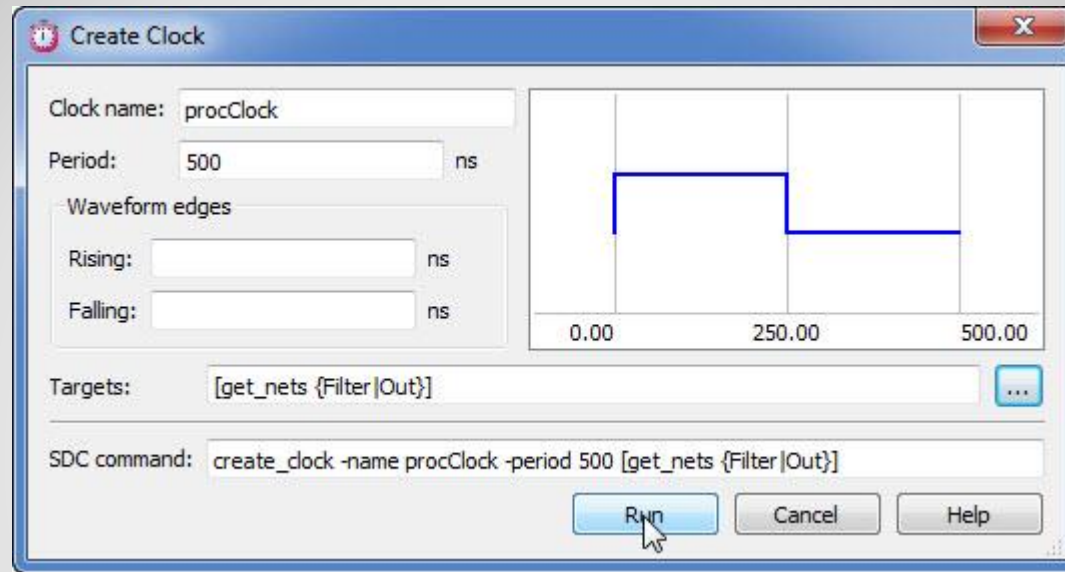 Create Clock
Clock name: procClock
Period: 500 ns
Waveform edges
Rising: ns
Falling: ns
0.00 250.00 500.00
Targets: [get_nets {Filter|Out}] ...
SDC command: create_clock -name procClock -period 500 [get_nets {Filter|Out}]
Run Cancel Help